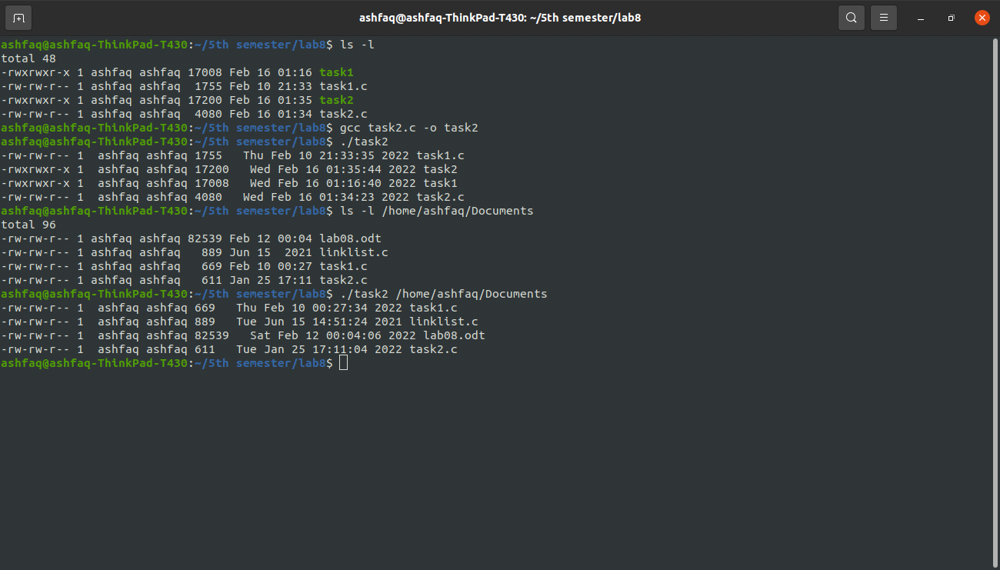 ashfaq@ashfaq-ThinkPad-T430: ~/5th semester/lab8
ashfaq@ashfaq-ThinkPad-T430:~/5th semester/lab8$ ls -l
total 48
-rwxrwxr-x 1 ashfaq ashfaq 17008 Feb 16 01:16 task1
-rw-rw-r-- 1 ashfaq ashfaq  1755 Feb 10 21:33 task1.c
-rwxrwxr-x 1 ashfaq ashfaq 17200 Feb 16 01:35 task2
-rw-rw-r-- 1 ashfaq ashfaq  4080 Feb 16 01:34 task2.c
ashfaq@ashfaq-ThinkPad-T430:~/5th semester/lab8$ gcc task2.c -o task2
ashfaq@ashfaq-ThinkPad-T430:~/5th semester/lab8$ ./task2
-rw-rw-r-- 1  ashfaq ashfaq 1755   Thu Feb 10 21:33:35 2022 task1.c
-rwxrwxr-x 1  ashfaq ashfaq 17200   Wed Feb 16 01:35:44 2022 task2
-rwxrwxr-x 1  ashfaq ashfaq 17008   Wed Feb 16 01:16:40 2022 task1
-rw-rw-r-- 1  ashfaq ashfaq 4080   Wed Feb 16 01:34:23 2022 task2.c
ashfaq@ashfaq-ThinkPad-T430:~/5th semester/lab8$ ls -l /home/ashfaq/Documents
total 96
-rw-rw-r-- 1 ashfaq ashfaq 82539 Feb 12 00:04 lab08.odt
-rw-rw-r-- 1 ashfaq ashfaq   889 Jun 15  2021 linklist.c
-rw-rw-r-- 1 ashfaq ashfaq   669 Feb 10 00:27 task1.c
-rw-rw-r-- 1 ashfaq ashfaq   611 Jan 25 17:11 task2.c
ashfaq@ashfaq-ThinkPad-T430:~/5th semester/lab8$ ./task2 /home/ashfaq/Documents
-rw-rw-r-- 1  ashfaq ashfaq 669   Thu Feb 10 00:27:34 2022 task1.c
-rw-rw-r-- 1  ashfaq ashfaq 889   Tue Jun 15 14:51:24 2021 linklist.c
-rw-rw-r-- 1  ashfaq ashfaq 82539   Sat Feb 12 00:04:06 2022 lab08.odt
-rw-rw-r-- 1  ashfaq ashfaq 611   Tue Jan 25 17:11:04 2022 task2.c
ashfaq@ashfaq-ThinkPad-T430:~/5th semester/lab8$